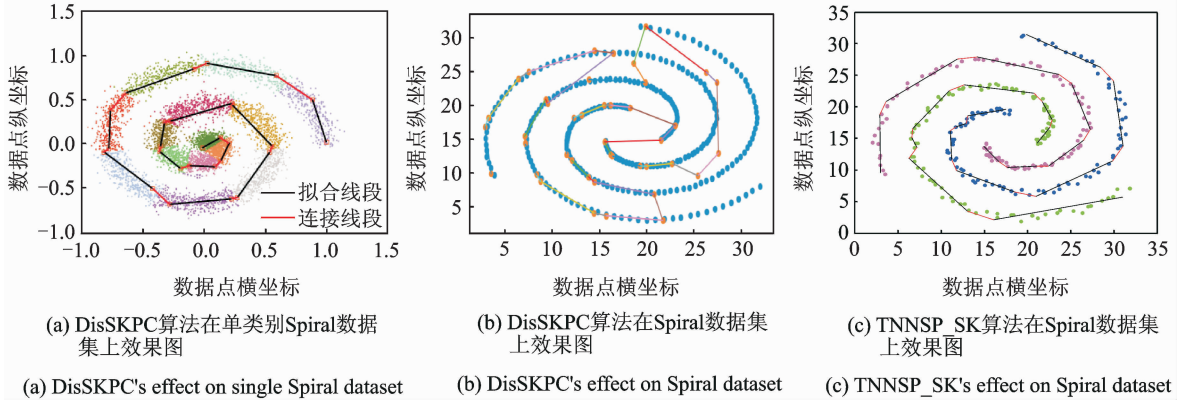 1.5
1.0
0.5
0.0
−0.5
−1.0
−1.0
−0.5
0.0
0.5
1.0
1.5
数据点纵坐标
数据点横坐标
拟合线段
连接线段
(a) DisSKPC算法在单类别Spiral数据
集上效果图
(a) DisSKPC's effect on single Spiral dataset
30
25
20
15
10
5
5
10
15
20
25
30
数据点纵坐标
数据点横坐标
(b) DisSKPC算法在Spiral数据集
上效果图
(b) DisSKPC's effect on Spiral dataset
35
30
25
20
15
10
5
0
0
5
10
15
20
25
30
35
数据点纵坐标
数据点横坐标
(c) TNNSP_SK算法在Spiral数据集
上效果图
(c) TNNSP_SK's effect on Spiral dataset